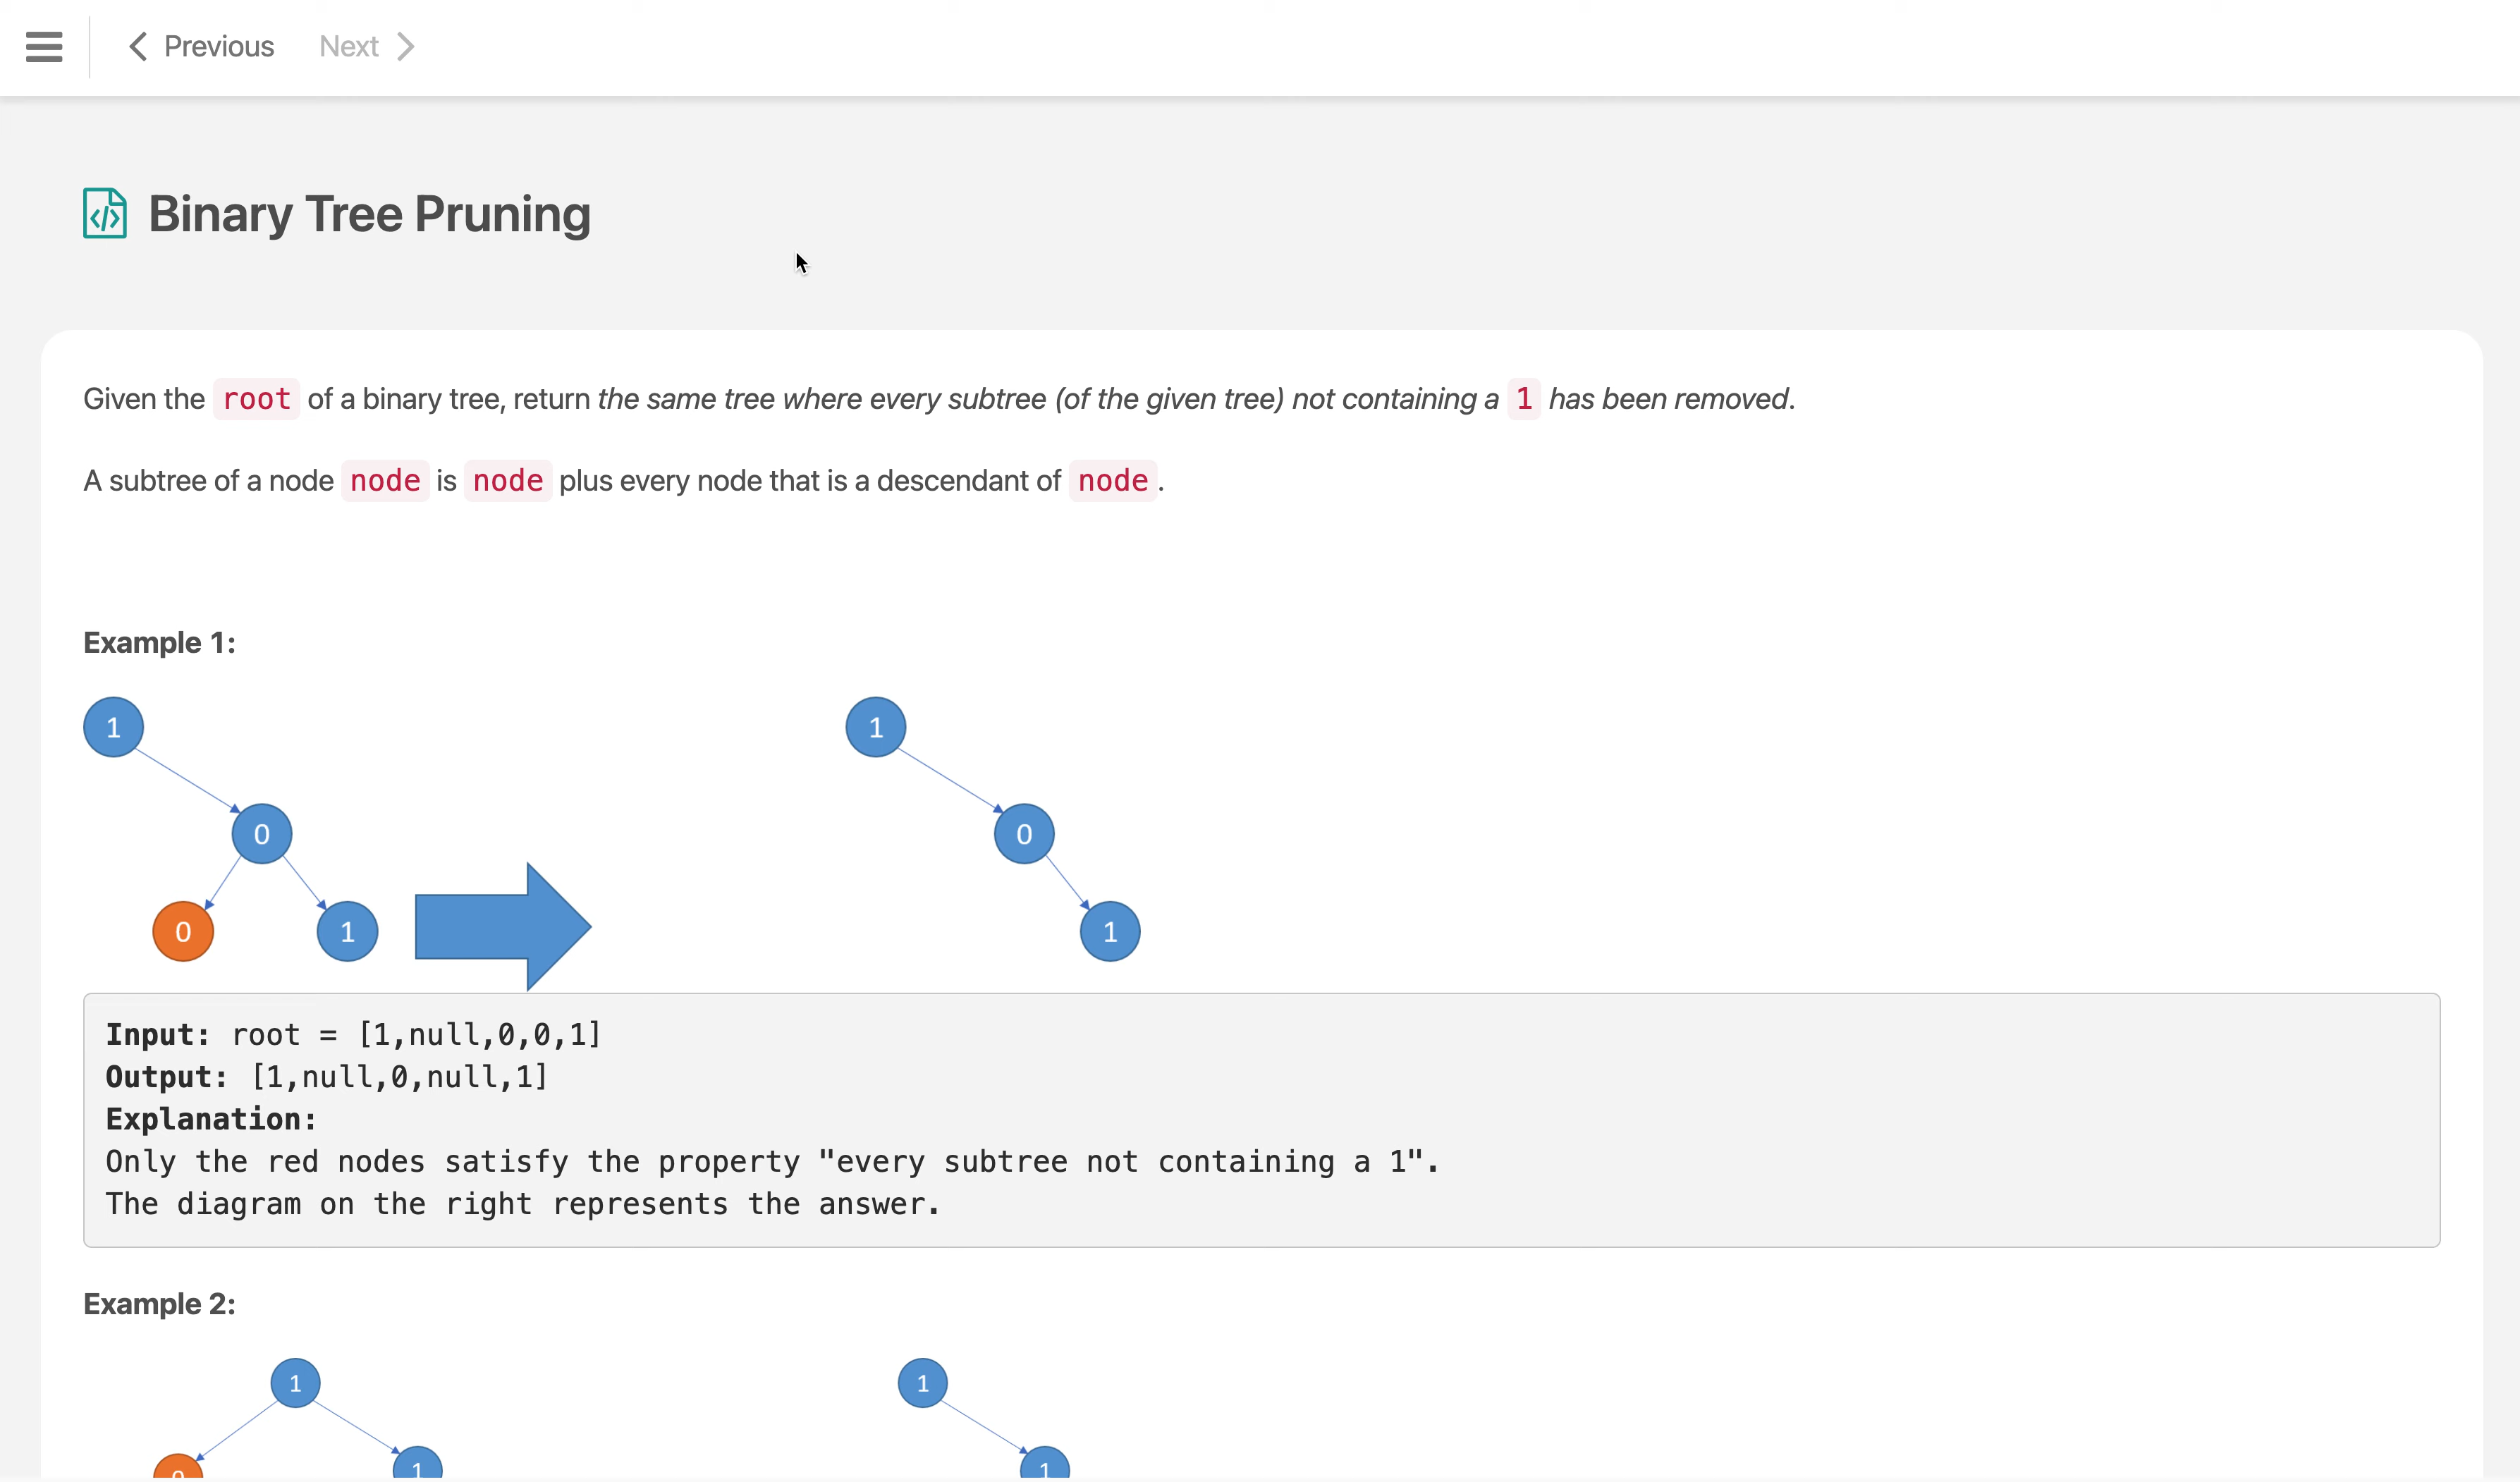 Previous Next
Binary Tree Pruning
Given the root of a binary tree, return the same tree where every subtree (of the given tree) not containing a 1 has been removed.
A subtree of a node node is node plus every node that is a descendant of node.
Example 1:
1 1
0 0
0 1 1
Input: root = [1,null,0,0,1]
Output: [1,null,0,null,1]
Explanation:
Only the red nodes satisfy the property "every subtree not containing a 1".
The diagram on the right represents the answer.
Example 2:
1 1
0 1 1